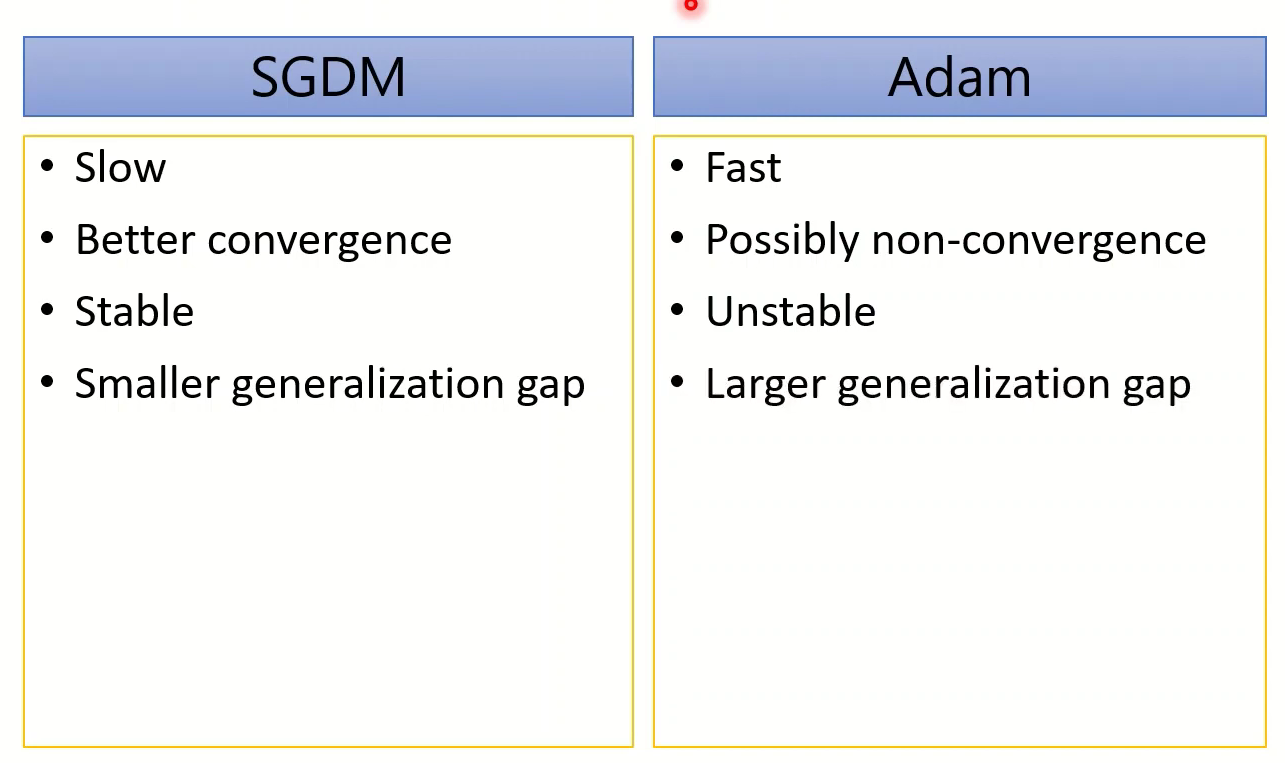 SGDM
• Slow
• Better convergence
• Stable
• Smaller generalization gap
Adam
• Fast
• Possibly non-convergence
• Unstable
• Larger generalization gap